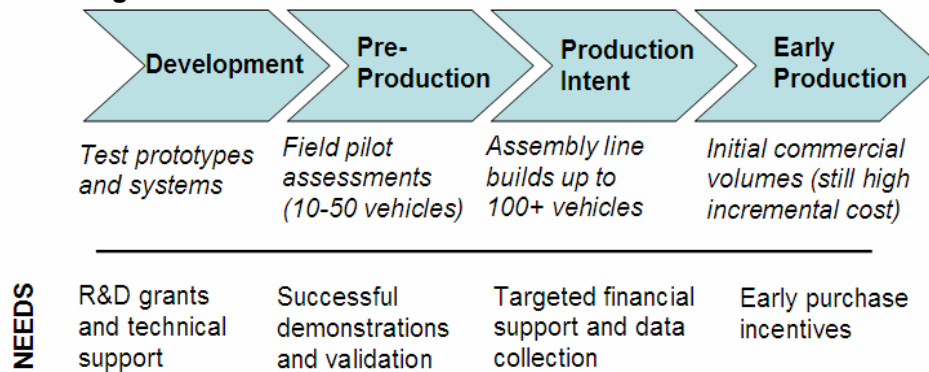 Development
Pre-
Production
Production
Intent
Early
Production
Test prototypes
and systems
Field pilot
assessments
(10-50 vehicles)
Assembly line
builds up to
100+ vehicles
Initial commercial
volumes (still high
incremental cost)
NEEDS
R&D grants
and technical
support
Successful
demonstrations
and validation
Targeted financial
support and data
collection
Early purchase
incentives